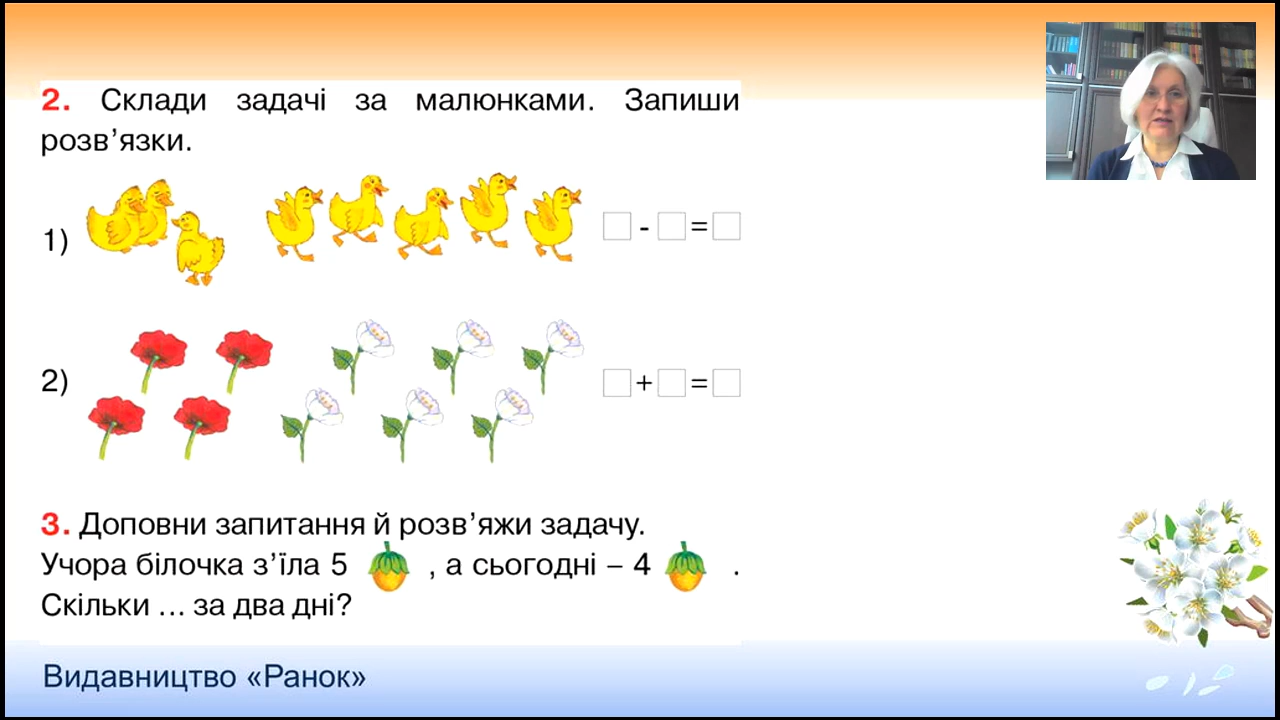 2. Склади задачі за малюнками. Запиши
розв’язки.
1)
□ - □ = □
2)
□ + □ = □
3. Доповни запитання й розв’яжи задачу.
Учора білочка з’їла 5 , а сьогодні – 4 .
Скільки ... за два дні?
Видавництво «Ранок»